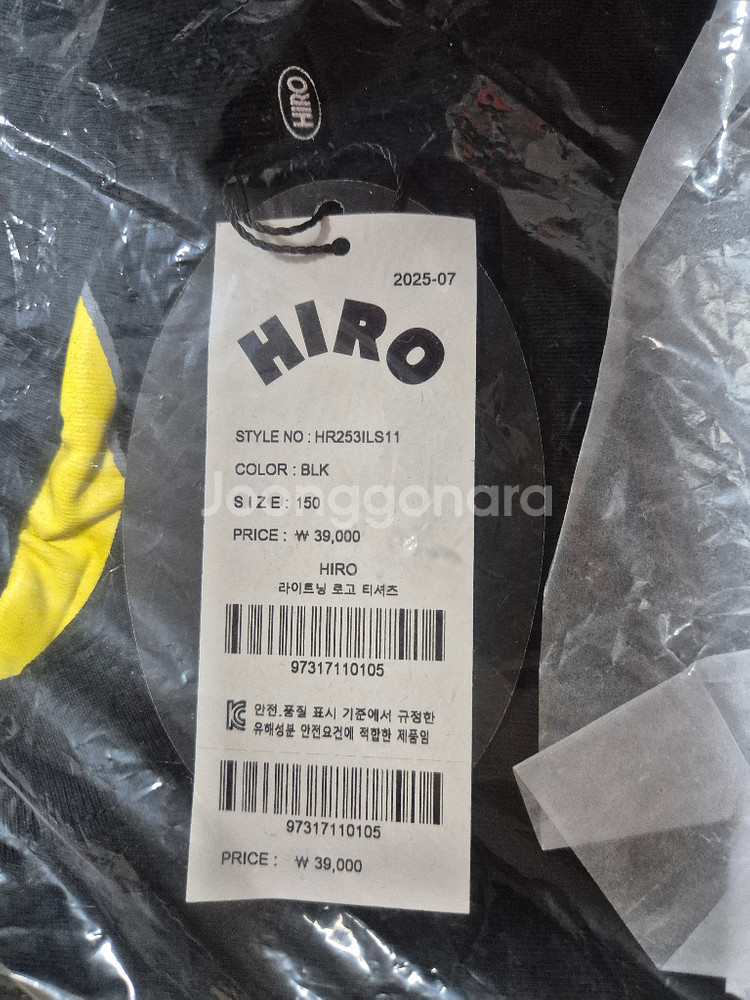 HIRO
2025-07
HIRO
STYLE NO : HR253ILS11
COLOR : BLK
SIZE : 150
Joonggonara
PRICE : ₩ 39,000
HIRO
라이트닝 로고 티셔츠
97317110105
안전.품질 표시 기준에서 규정한
유해성분 안전요건에 적합한 제품임
97317110105
PRICE : ₩ 39,000